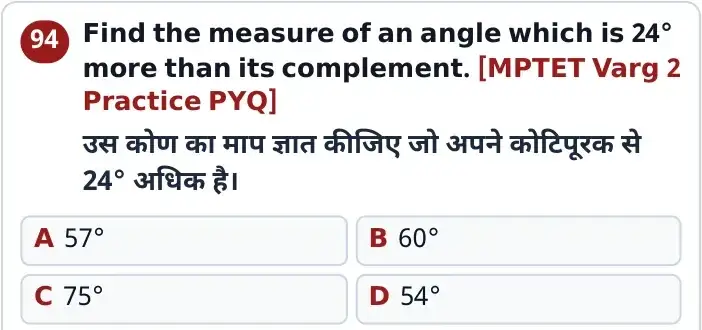 94 Find the measure of an angle which is 24°
more than its complement. [MPTET Varg 2
Practice PYQ]
उस कोण का माप ज्ञात कीजिए जो अपने कोटिपूरक से
24° अधिक है।
A 57°
B 60°
C 75°
D 54°